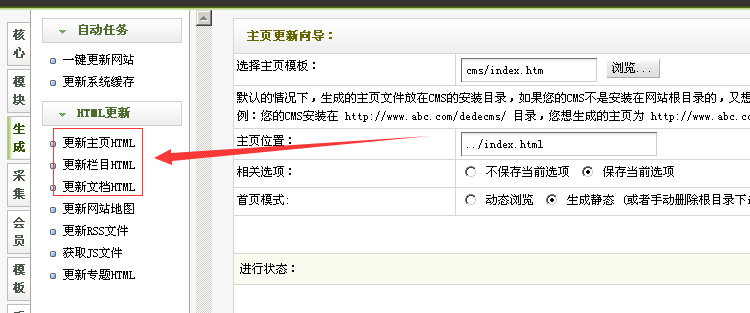 核心
模块
生成
采集
会员
模板
自动任务
一键更新网站
更新系统缓存
HTML更新
更新主页HTML
更新栏目HTML
更新文档HTML
更新网站地图
更新RSS文件
获取JS文件
更新专题HTML
主页更新向导：
选择主页模板： cms/index.htm 浏览...
默认的情况下，生成的主页文件放在CMS的安装目录，如果您的CMS不是安装在网站根目录的，又想
例：您的CMS安装在 http://www.abc.com/dedecms/ 目录，您想生成的主页为 http://www.abc.co
主页位置： ../index.html
相关选项： 不保存当前选项 保存当前选项
首页模式: 动态浏览 生成静态 (或者手动删除根目录下
进行状态：